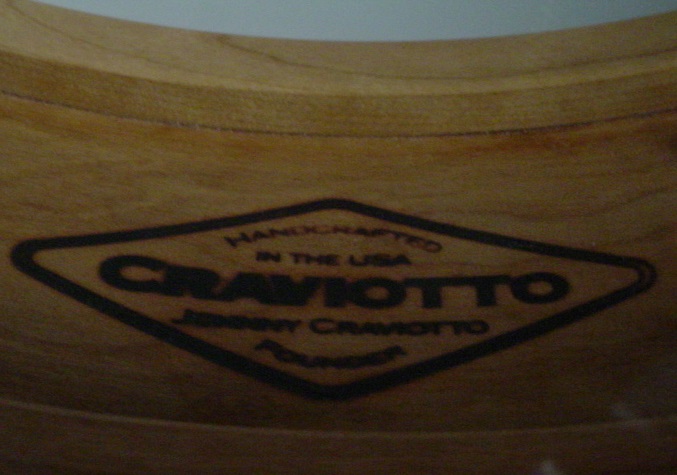 HANDCRAFTED
IN THE USA
CRAVIOTTO
JOHNNY CRAVIOTTO
FOUNDER